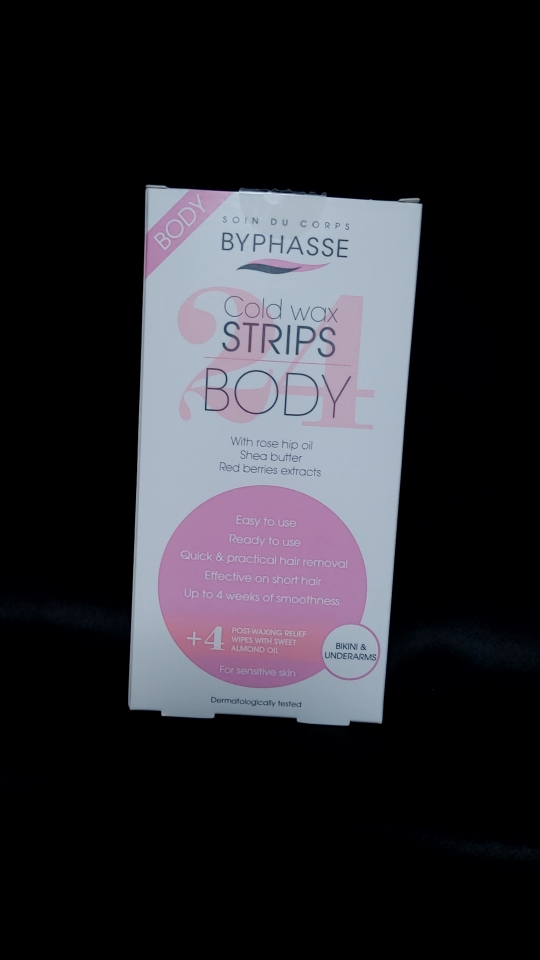 BODY
SOIN DU CORPS
BYPHASSE
24
Cold wax
STRIPS
BODY
With rose hip oil
Shea butter
Red berries extracts
Easy to use
Ready to use
Quick & practical hair removal
Effective on short hair
Up to 4 weeks of smoothness
+4 POST-WAXING RELIEF
WIPES WITH SWEET
ALMOND OIL
BIKINI &
UNDERARMS
For sensitive skin
Dermatologically tested